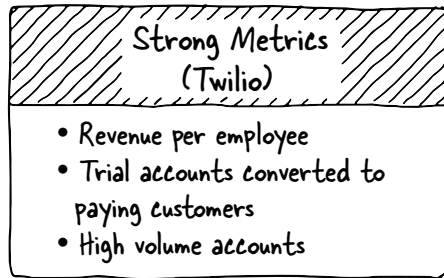 Strong Metrics
(Twilio)
• Revenue per employee
• Trial accounts converted to
paying customers
• High volume accounts